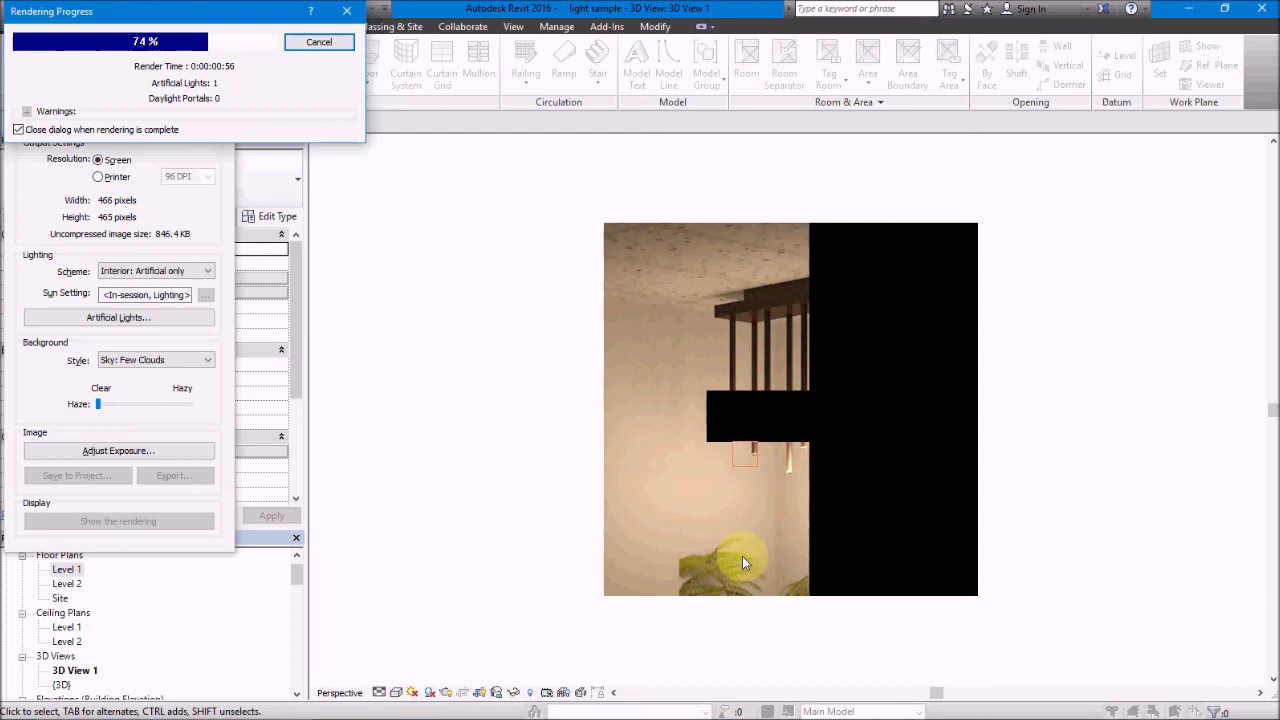 Rendering Progress
Autodesk Revit 2016 - light sample - 3D View: 3D View 1
Type a keyword or phrase
Sign In
74 %
Cancel
Render Time : 0:00:00:56
Artificial Lights: 1
Daylight Portals: 0
Warnings:
Close dialog when rendering is complete
View
Manage
Add-Ins
Modify
Collaborate
Curtain System
Curtain Grid
Mullion
Railing
Ramp
Stair
Model Text
Model Line
Model Group
Room
Room Separator
Tag Room
Area
Area Boundary
Tag Area
By Face
Shaft
Wall
Vertical
Dormer
Level
Grid
Set
Show
Ref Plane
Viewer
Circulation
Model
Room & Area
Opening
Datum
Work Plane
Output Settings
Resolution:
Screen
Printer
96 DPI
Width: 466 pixels
Height: 465 pixels
Uncompressed image size: 846.4 KB
Edit Type
Lighting
Scheme: Interior: Artificial only
Sun Setting: <In-session, Lighting>
...
Artificial Lights...
Background
Style: Sky: Few Clouds
Clear
Hazy
Haze:
Image
Adjust Exposure...
Save to Project...
Export...
Display
Show the rendering
Apply
Floor Plans
Level 1
Level 2
Site
Ceiling Plans
Level 1
Level 2
3D Views
3D View 1
{3D}
Elevations (Building Elevation)
Perspective
Click to select, TAB for alternates, CTRL adds, SHIFT unselects.
:0
Main Model
:0